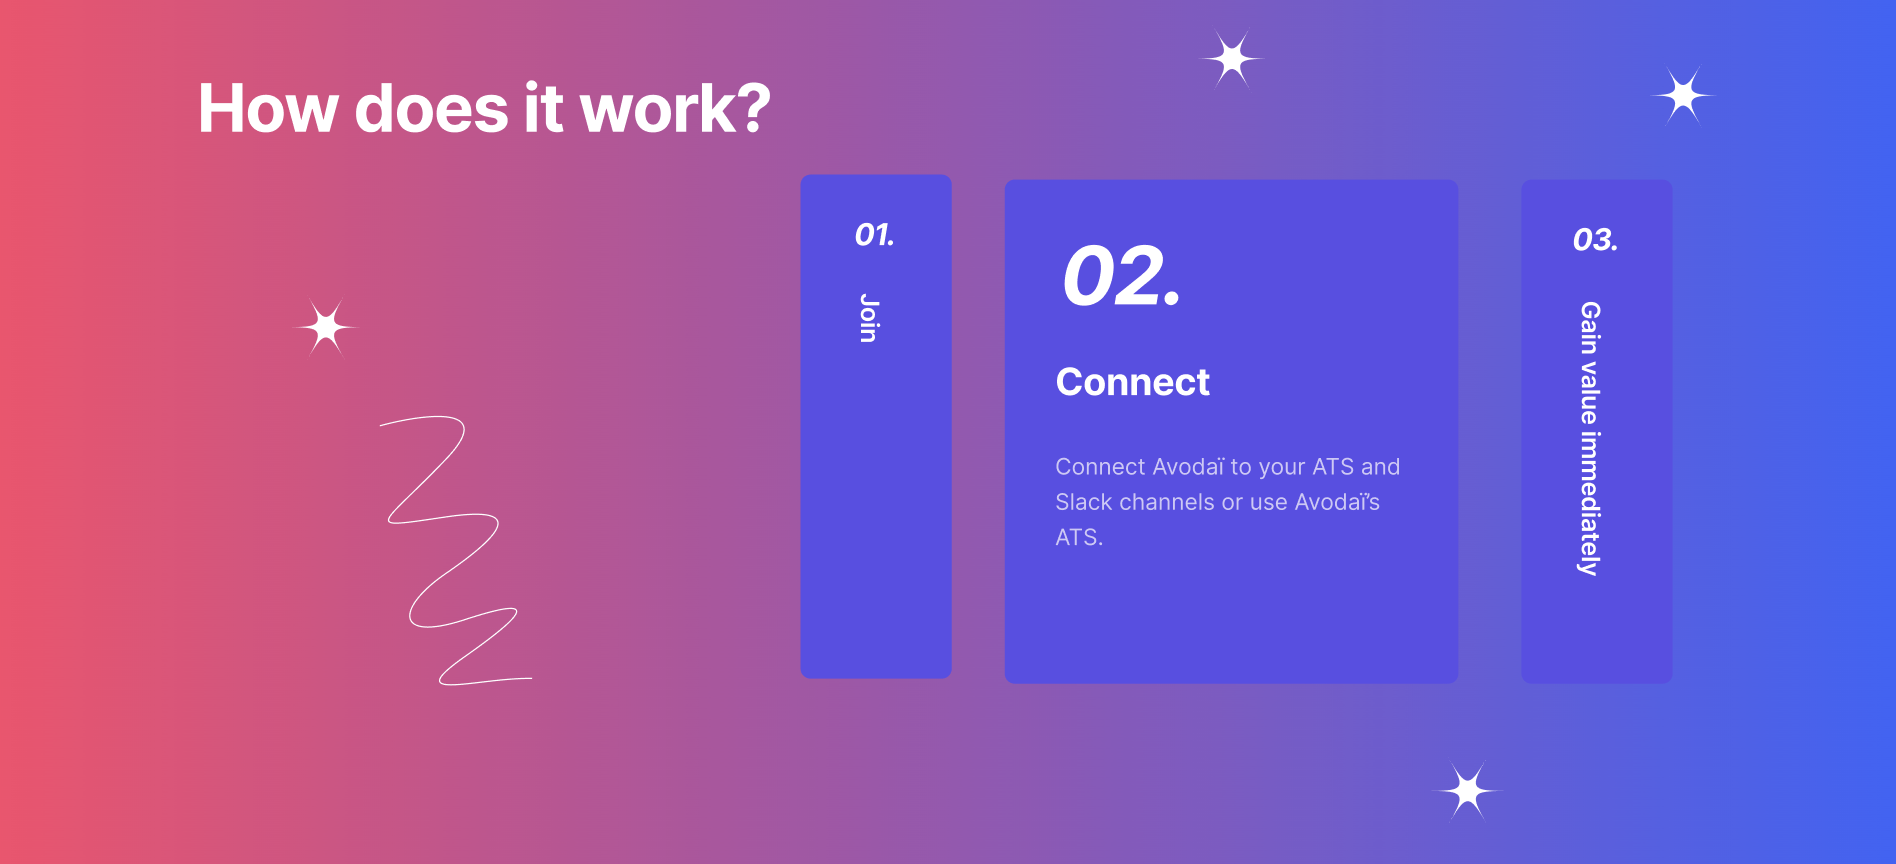 How does it work?
01.
Join
02.
Connect
Connect Avodaï to your ATS and
Slack channels or use Avodaï's
ATS.
03.
Gain value immediately